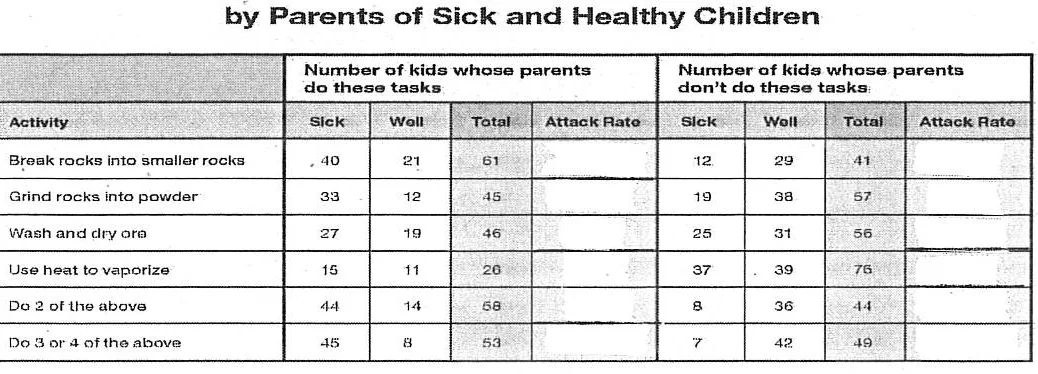 by Parents of Sick and Healthy Children
Number of kids whose parents do these tasks Number of kids whose parents don't do these tasks
Activity Sick Well Total Attack Rate Sick Well Total Attack Rate
Break rocks into smaller rocks 40 21 61 12 29 41
Grind rocks into powder 33 12 45 19 38 57
Wash and dry ore 27 19 46 25 31 56
Use heat to vaporize 15 11 26 37 39 76
Do 2 of the above 44 14 58 8 36 44
Do 3 or 4 of the above 45 8 53 7 42 49